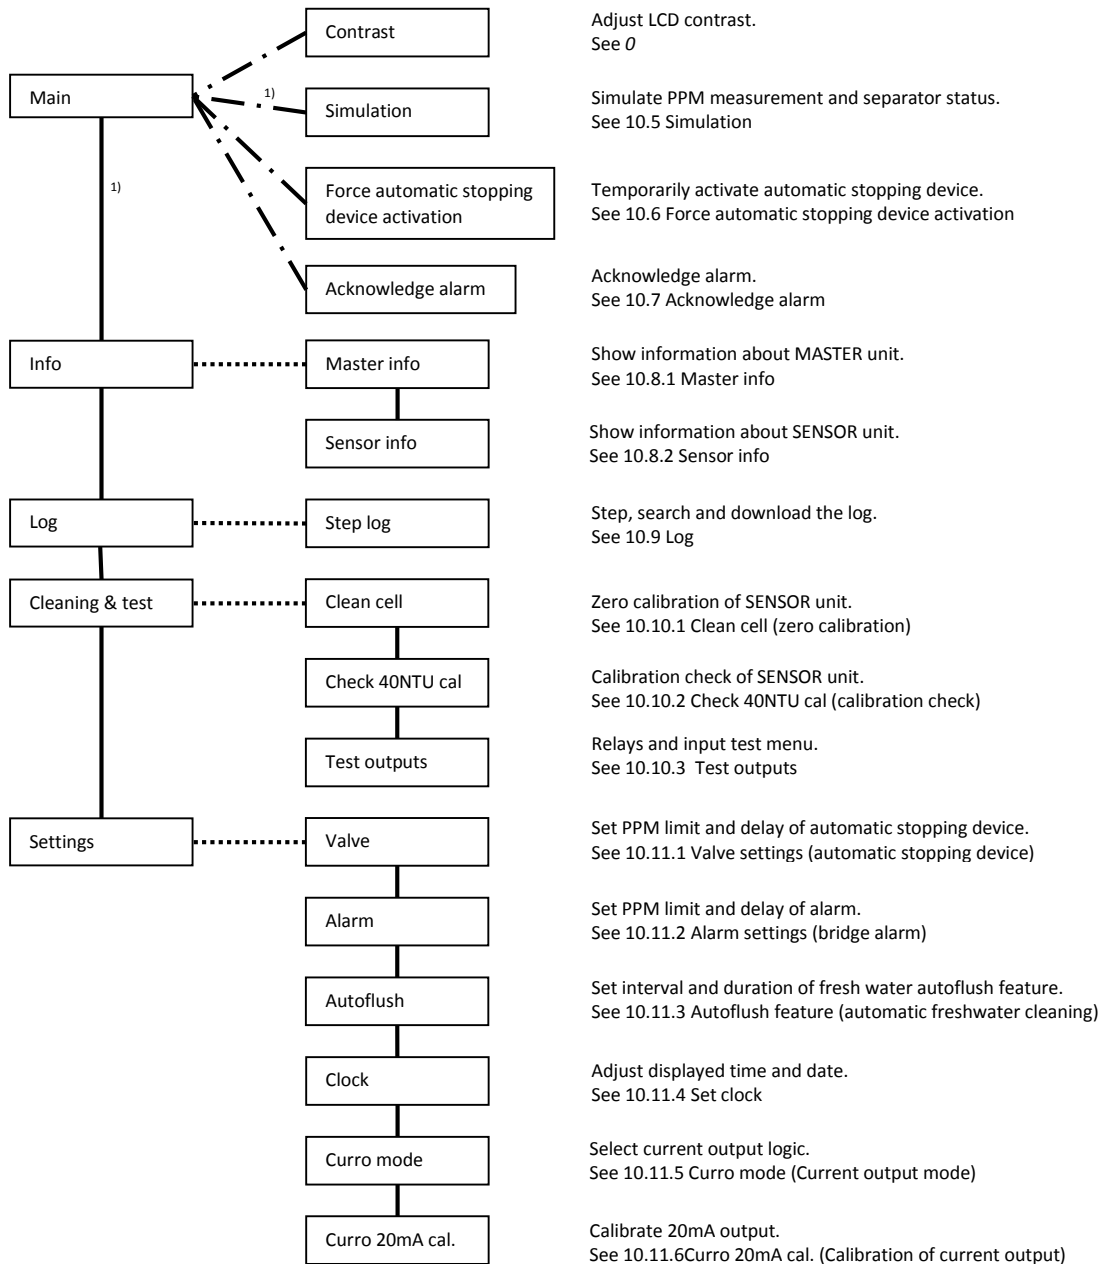 Contrast
Adjust LCD contrast.
See 0
Main
1)
Simulation
Simulate PPM measurement and separator status.
See 10.5 Simulation
1)
Force automatic stopping
device activation
Temporarily activate automatic stopping device.
See 10.6 Force automatic stopping device activation
Acknowledge alarm
Acknowledge alarm.
See 10.7 Acknowledge alarm
Info
Master info
Show information about MASTER unit.
See 10.8.1 Master info
Sensor info
Show information about SENSOR unit.
See 10.8.2 Sensor info
Log
Step log
Step, search and download the log.
See 10.9 Log
Cleaning & test
Clean cell
Zero calibration of SENSOR unit.
See 10.10.1 Clean cell (zero calibration)
Check 40NTU cal
Calibration check of SENSOR unit.
See 10.10.2 Check 40NTU cal (calibration check)
Test outputs
Relays and input test menu.
See 10.10.3  Test outputs
Settings
Valve
Set PPM limit and delay of automatic stopping device.
See 10.11.1 Valve settings (automatic stopping device)
Alarm
Set PPM limit and delay of alarm.
See 10.11.2 Alarm settings (bridge alarm)
Autoflush
Set interval and duration of fresh water autoflush feature.
See 10.11.3 Autoflush feature (automatic freshwater cleaning)
Clock
Adjust displayed time and date.
See 10.11.4 Set clock
Curro mode
Select current output logic.
See 10.11.5 Curro mode (Current output mode)
Curro 20mA cal.
Calibrate 20mA output.
See 10.11.6Curro 20mA cal. (Calibration of current output)